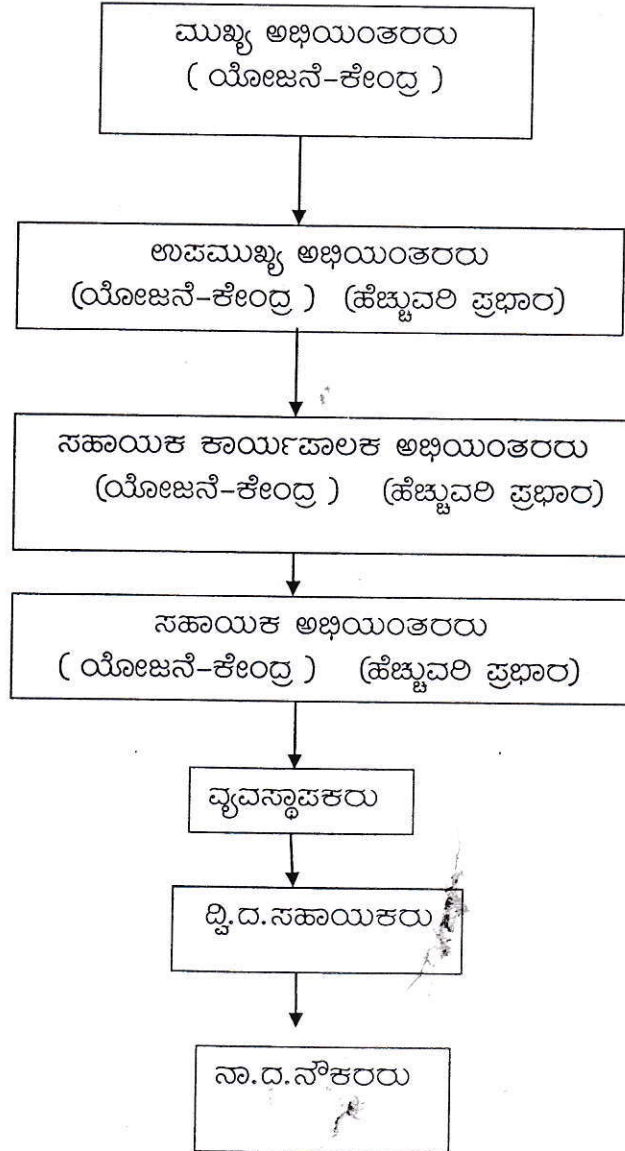 ಮುಖ್ಯ ಅಭಿಯಂತರರು
( ಯೋಜನೆ-ಕೇಂದ್ರ )
ಉಪಮುಖ್ಯ ಅಭಿಯಂತರರು
(ಯೋಜನೆ-ಕೇಂದ್ರ ) (ಹೆಚ್ಚುವರಿ ಪ್ರಭಾರ)
ಸಹಾಯಕ ಕಾರ್ಯಪಾಲಕ ಅಭಿಯಂತರರು
(ಯೋಜನೆ-ಕೇಂದ್ರ ) (ಹೆಚ್ಚುವರಿ ಪ್ರಭಾರ)
ಸಹಾಯಕ ಅಭಿಯಂತರರು
( ಯೋಜನೆ-ಕೇಂದ್ರ ) (ಹೆಚ್ಚುವರಿ ಪ್ರಭಾರ)
ವ್ಯವಸ್ಥಾಪಕರು
ದ್ವಿ.ದ.ಸಹಾಯಕರು
ನಾ.ದ.ನೌಕರರು